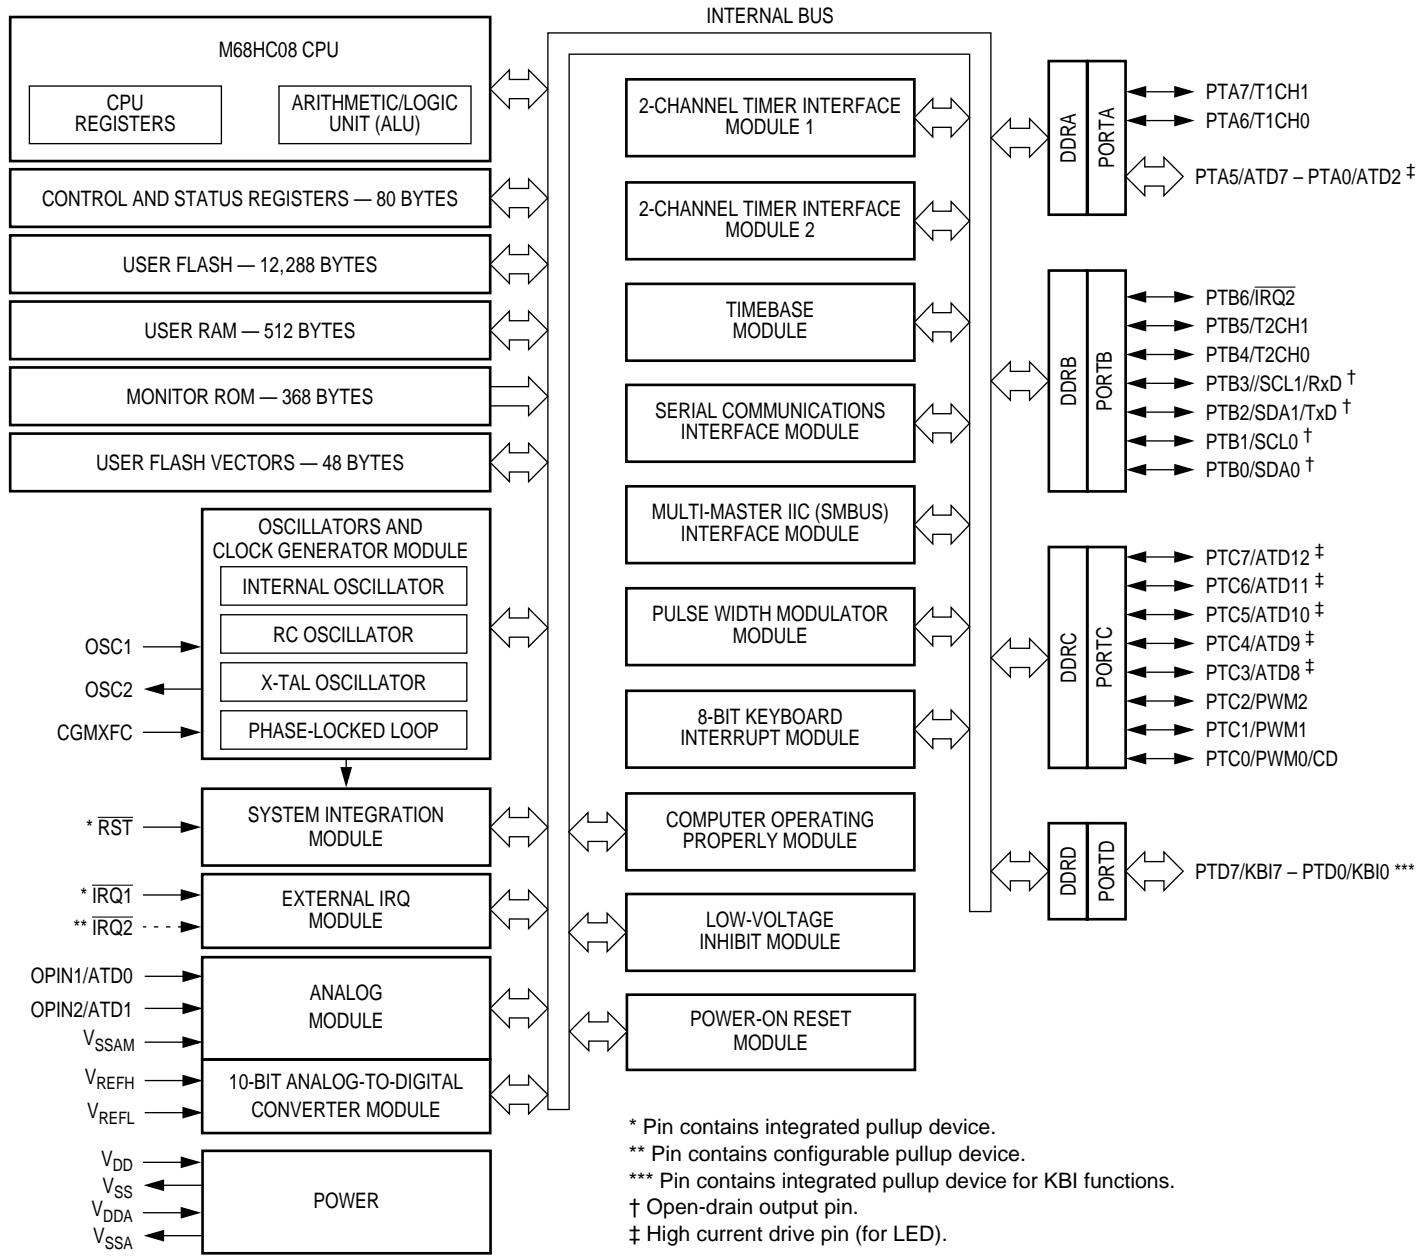 INTERNAL BUS
M68HC08 CPU
CPU
REGISTERS
ARITHMETIC/LOGIC
UNIT (ALU)
CONTROL AND STATUS REGISTERS — 80 BYTES
USER FLASH — 12,288 BYTES
USER RAM — 512 BYTES
MONITOR ROM — 368 BYTES
USER FLASH VECTORS — 48 BYTES
OSCILLATORS AND
CLOCK GENERATOR MODULE
INTERNAL OSCILLATOR
RC OSCILLATOR
X-TAL OSCILLATOR
PHASE-LOCKED LOOP
OSC1
OSC2
CGMXFC
SYSTEM INTEGRATION
MODULE
* RST
EXTERNAL IRQ
MODULE
* IRQ1
** IRQ2
ANALOG
MODULE
OPIN1/ATD0
OPIN2/ATD1
VSSAM
10-BIT ANALOG-TO-DIGITAL
CONVERTER MODULE
VREFH
VREFL
POWER
VDD
VSS
VDDA
VSSA
2-CHANNEL TIMER INTERFACE
MODULE 1
2-CHANNEL TIMER INTERFACE
MODULE 2
TIMEBASE
MODULE
SERIAL COMMUNICATIONS
INTERFACE MODULE
MULTI-MASTER IIC (SMBUS)
INTERFACE MODULE
PULSE WIDTH MODULATOR
MODULE
8-BIT KEYBOARD
INTERRUPT MODULE
COMPUTER OPERATING
PROPERLY MODULE
LOW-VOLTAGE
INHIBIT MODULE
POWER-ON RESET
MODULE
DDRA
PORTA
PTA7/T1CH1
PTA6/T1CH0
PTA5/ATD7 – PTA0/ATD2 ‡
DDRB
PORTB
PTB6/IRQ2
PTB5/T2CH1
PTB4/T2CH0
PTB3//SCL1/RxD †
PTB2/SDA1/TxD †
PTB1/SCL0 †
PTB0/SDA0 †
DDRC
PORTC
PTC7/ATD12 ‡
PTC6/ATD11 ‡
PTC5/ATD10 ‡
PTC4/ATD9 ‡
PTC3/ATD8 ‡
PTC2/PWM2
PTC1/PWM1
PTC0/PWM0/CD
DDRD
PORTD
PTD7/KBI7 – PTD0/KBI0 ***
* Pin contains integrated pullup device.
** Pin contains configurable pullup device.
*** Pin contains integrated pullup device for KBI functions.
† Open-drain output pin.
‡ High current drive pin (for LED).